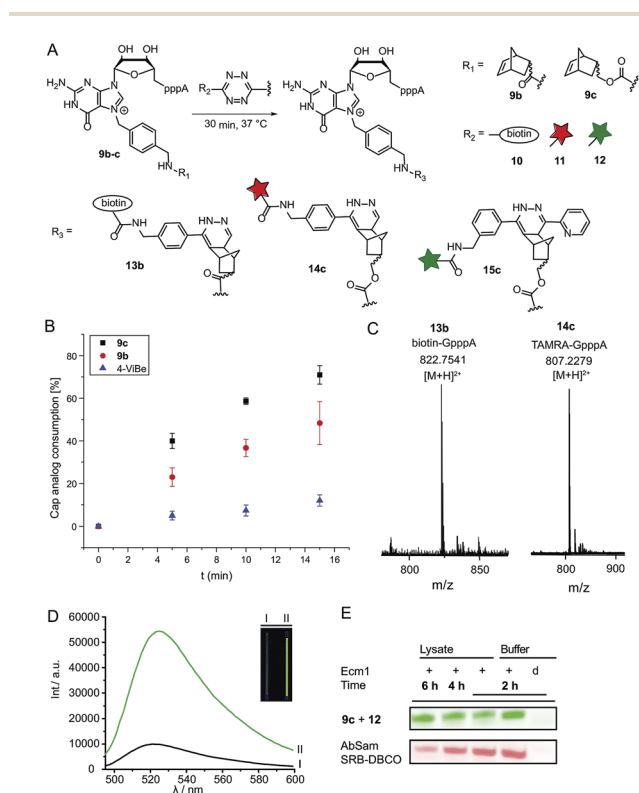 A
OH OH
N
N
H₂N
HN
N
N
⊕
O
O
pppA
9b-c
HN
R₁
R₂
N=N
N-N
30 min, 37 °C
OH OH
N
N
H₂N
HN
N
N
⊕
O
O
pppA
HN
R₃
R₁ =
O
9b
O
O
9c
R₂ =
biotin
10
11
12
R₃ =
biotin
O
NH
HN-N
O
13b
O
NH
HN-N
O
O
14c
O
HN
HN-N
N
O
O
15c
B
9c
9b
4-ViBe
Cap analog consumption [%]
80
60
40
20
0
0 2 4 6 8 10 12 14 16
t (min)
C
13b 14c
biotin-GpppA TAMRA-GpppA
822.7541 807.2279
[M+H]²⁺ [M+H]²⁺
800 850 800 900
m/z m/z
D
Int./ a.u.
60000
50000
40000
30000
20000
10000
0
I II
II
I
500 520 540 560 580 600
λ / nm
E
Lysate Buffer
Ecm1 + + + + d
Time 6 h 4 h 2 h
9c + 12
AbSam
SRB-DBCO